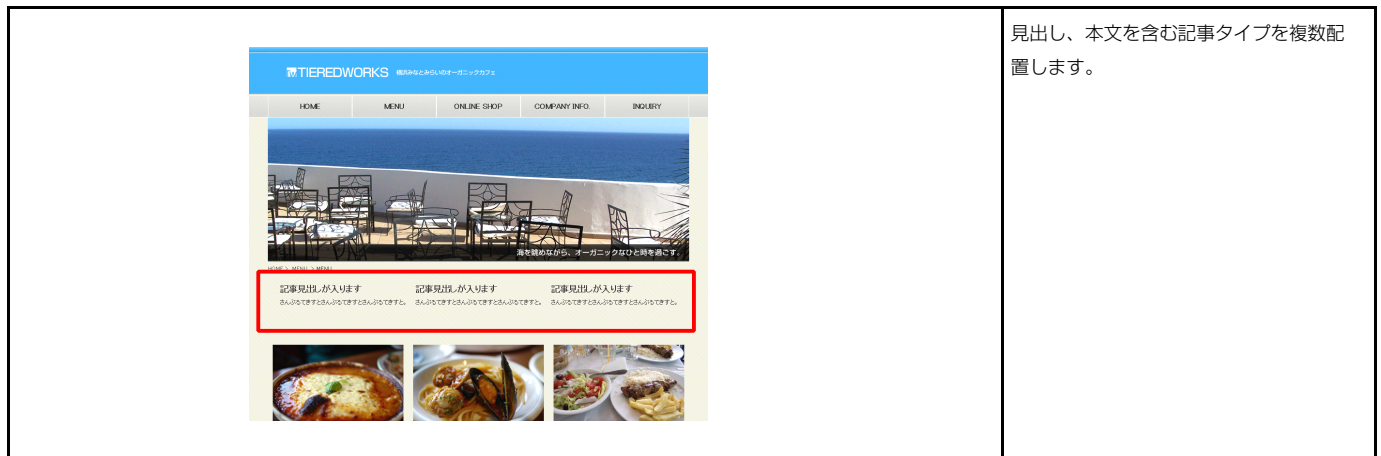 見出し、本文を含む記事タイプを複数配
置します。
TIEREDWORKS 横浜みなとみらいのオーガニックカフェ
HOME MENU ONLINE SHOP COMPANY INFO. INQUIRY
海を眺めながら、オーガニックなひと時を過ごす。
HOME > MENU > MENU
記事見出しが入ります 記事見出しが入ります 記事見出しが入ります
さんぷるてきすとさんぷるてきすとさんぷるてきすと。 さんぷるてきすとさんぷるてきすとさんぷるてきすと。 さんぷるてきすとさんぷるてきすとさんぷるてきすと。